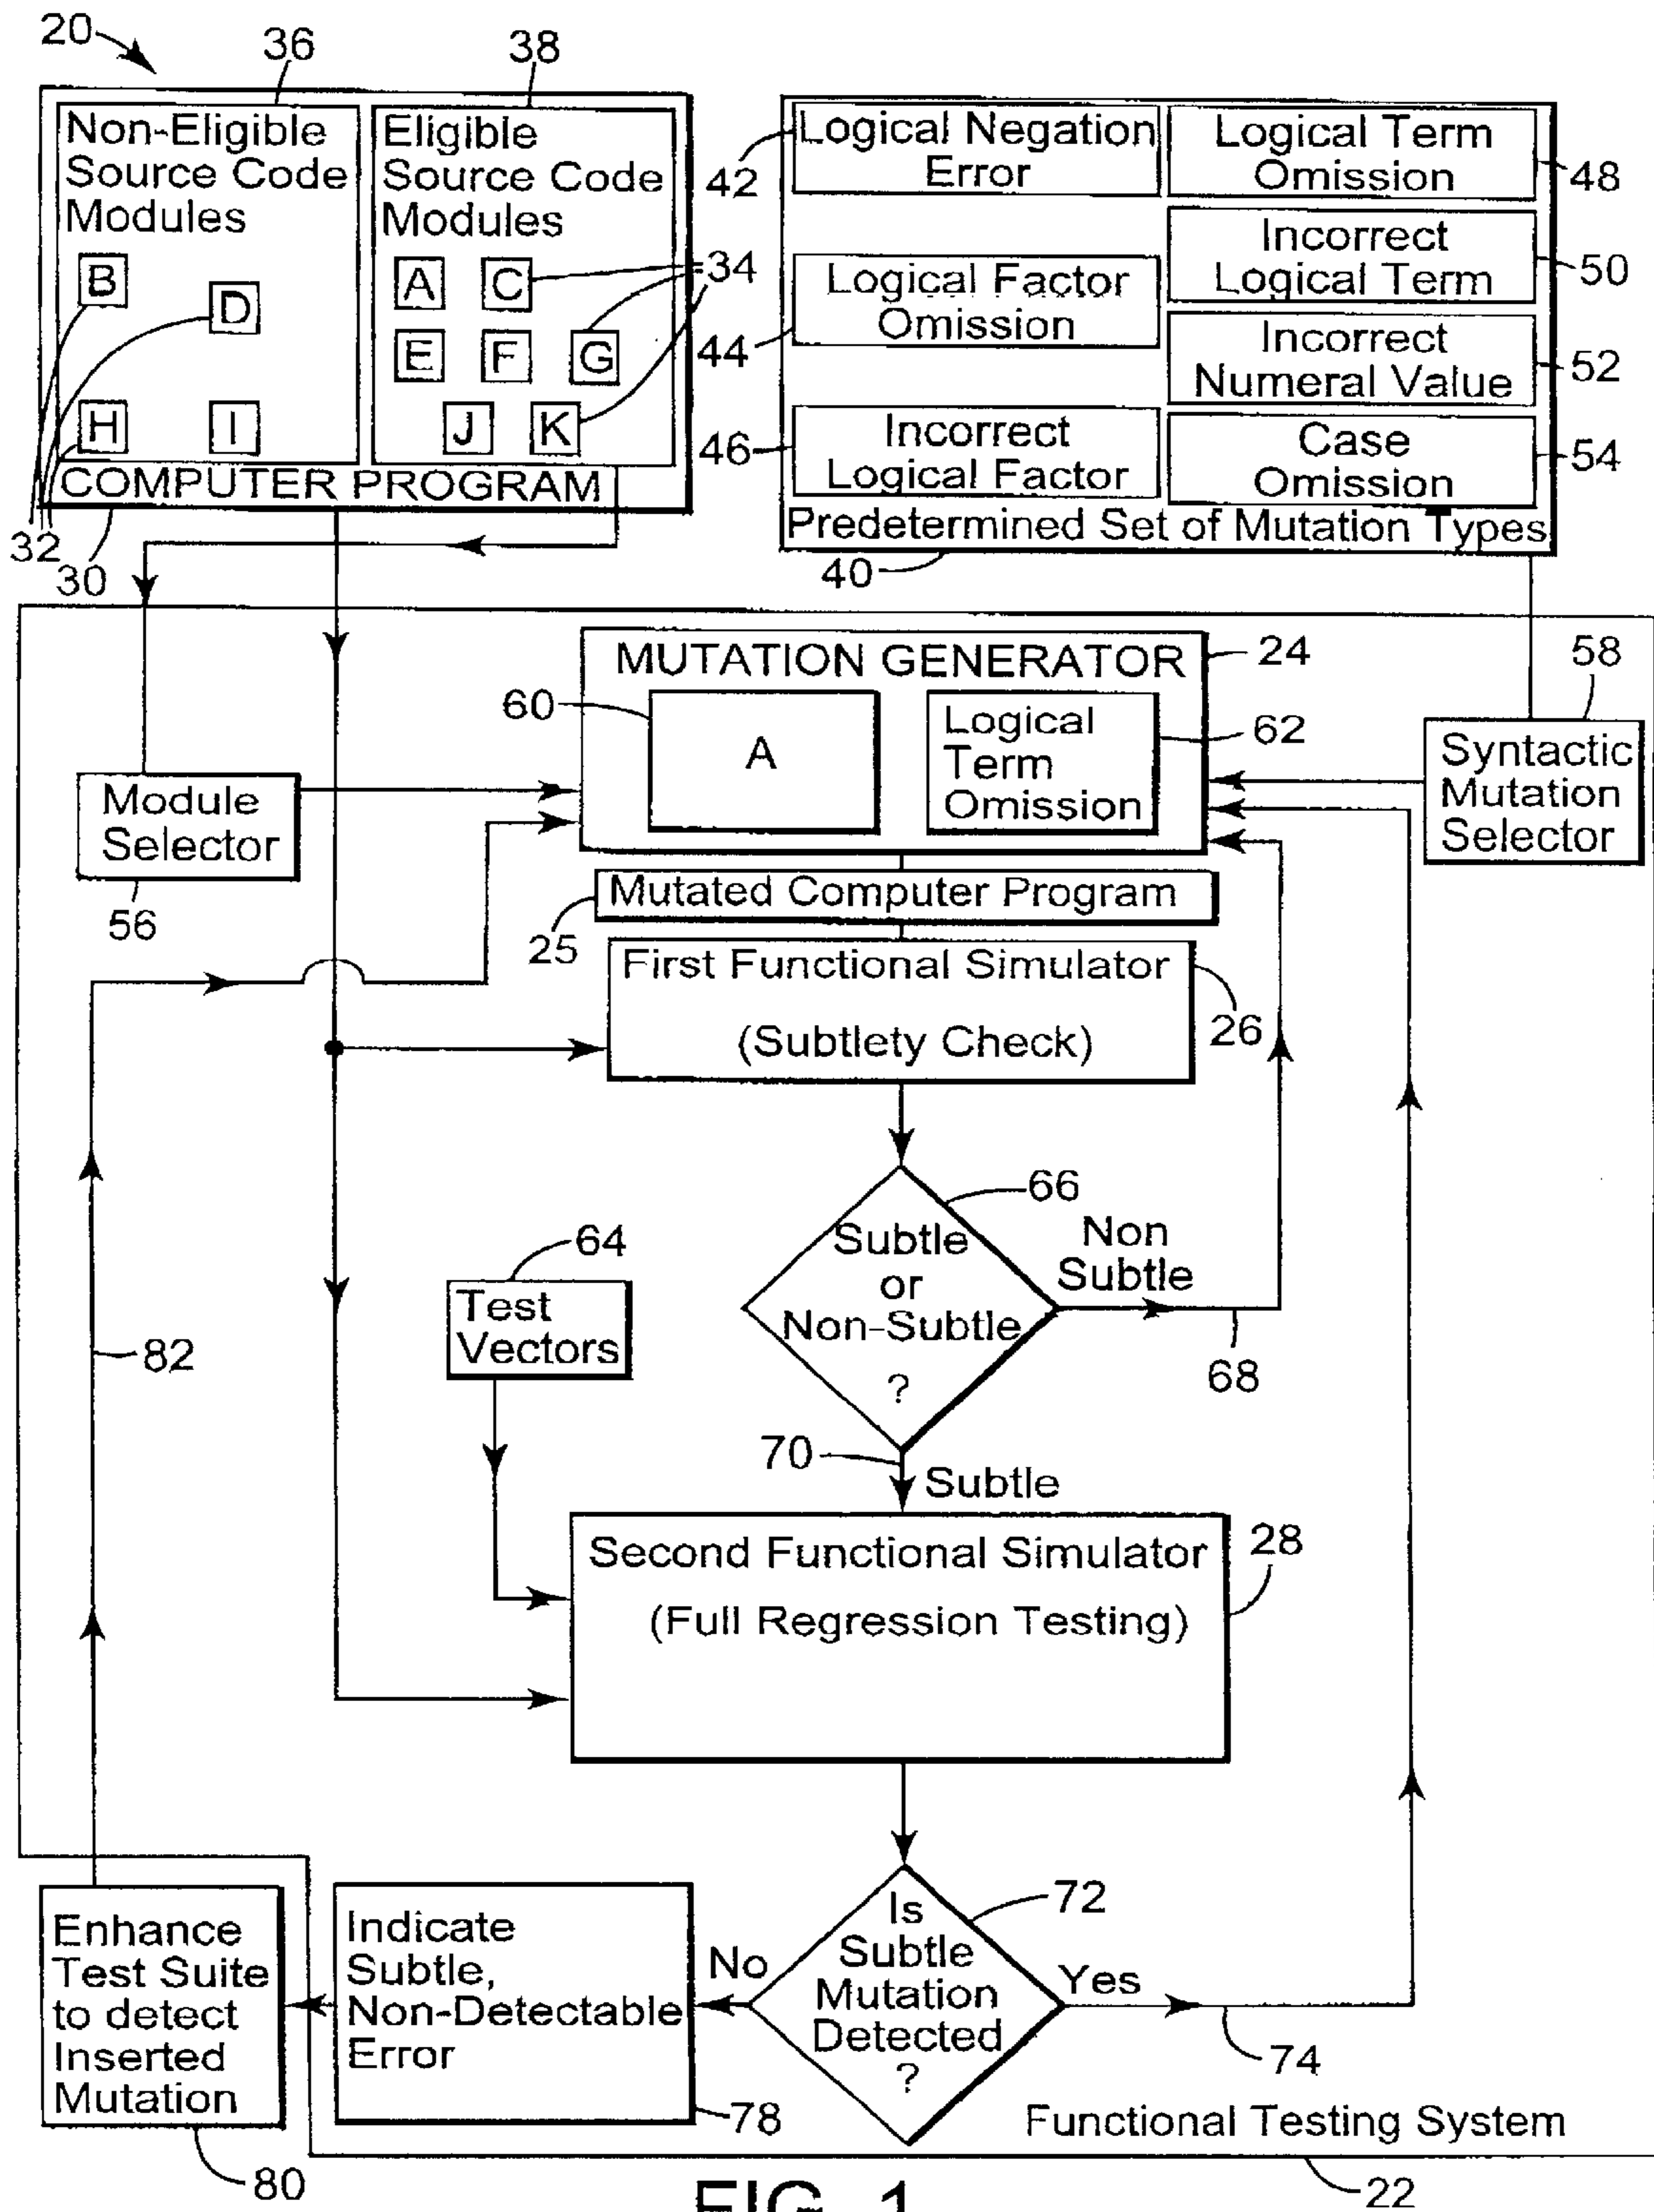 20
36
38
Non-Eligible
Source Code
Modules
B
D
H
I
Eligible
Source Code
Modules
A
C
E
F
G
J
K
COMPUTER PROGRAM
32
30
34
42
44
46
Logical Negation
Error
Logical Factor
Omission
Incorrect
Logical Factor
Logical Term
Omission
Incorrect
Logical Term
Incorrect
Numeral Value
Case
Omission
Predetermined Set of Mutation Types
48
50
52
54
40
MUTATION GENERATOR
24
60
A
Logical
Term
Omission
62
58
Syntactic
Mutation
Selector
Module
Selector
56
Mutated Computer Program
25
First Functional Simulator
(Subtlety Check)
26
66
Subtle
or
Non-Subtle
?
Non
Subtle
68
64
Test
Vectors
82
70
Subtle
Second Functional Simulator
(Full Regression Testing)
28
72
Is
Subtle
Mutation
Detected
?
No
Yes
74
Indicate
Subtle,
Non-Detectable
Error
78
Enhance
Test Suite
to detect
Inserted
Mutation
80
Functional Testing System
22
FIG. 1